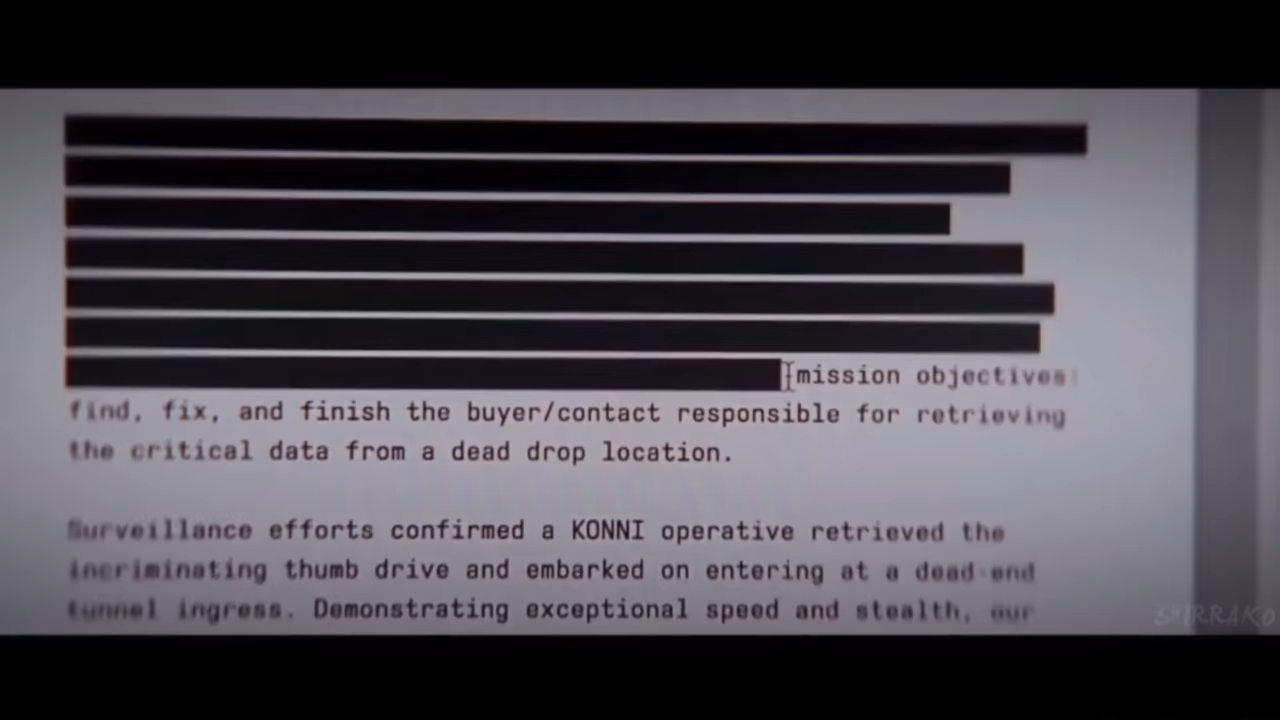 mission objectives:
find, fix, and finish the buyer/contact responsible for retrieving
the critical data from a dead drop location.
Surveillance efforts confirmed a KONNI operative retrieved the
incriminating thumb drive and embarked on entering at a dead-end
tunnel ingress. Demonstrating exceptional speed and stealth, our
SHIRRAKO